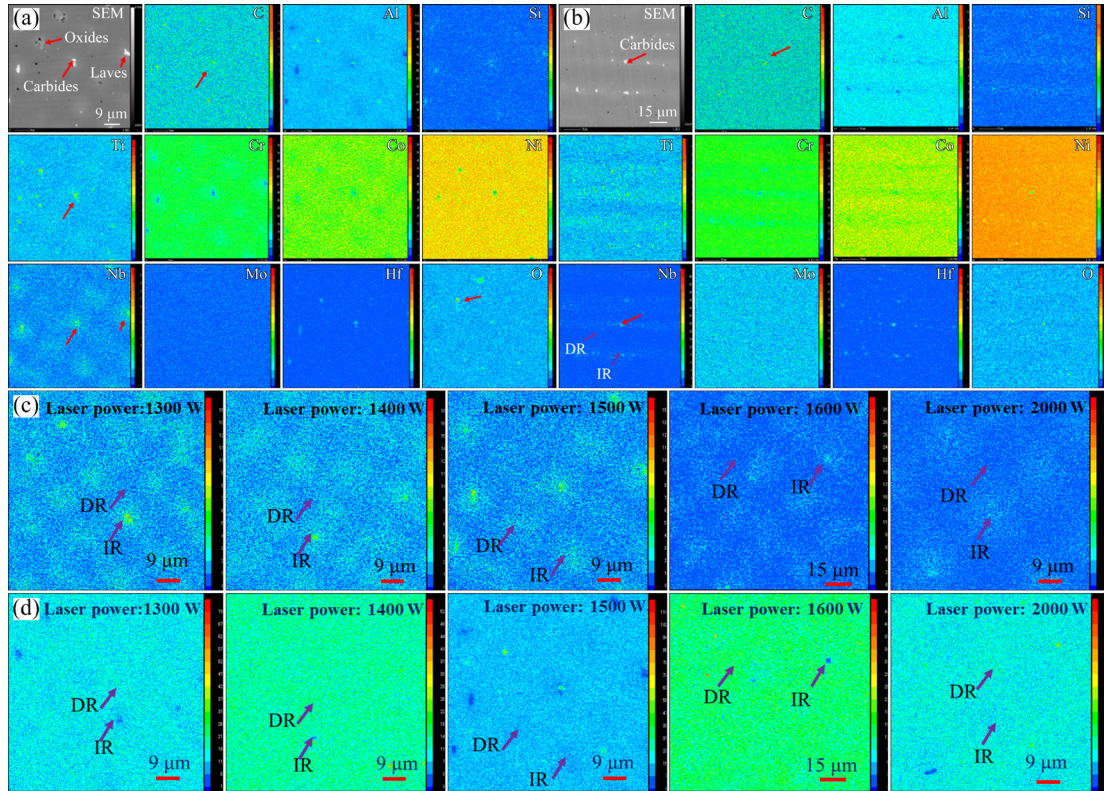 (a) SEM C Al Si (b) SEM C Al Si
Oxides
Carbides
Laves
Carbides
9 μm 15 μm
Ti Cr Co Ni Ti Cr Co Ni
Nb Mo Hf O Nb Mo Hf O
DR
IR
(c) Laser power:1300 W Laser power: 1400 W Laser power: 1500 W Laser power: 1600 W Laser power: 2000 W
DR DR DR DR DR
IR IR IR IR IR
9 μm 9 μm 9 μm 15 μm 9 μm
(d) Laser power:1300 W Laser power: 1400 W Laser power: 1500 W Laser power: 1600 W Laser power: 2000 W
DR DR DR DR DR
IR IR IR IR IR
9 μm 9 μm 9 μm 15 μm 9 μm